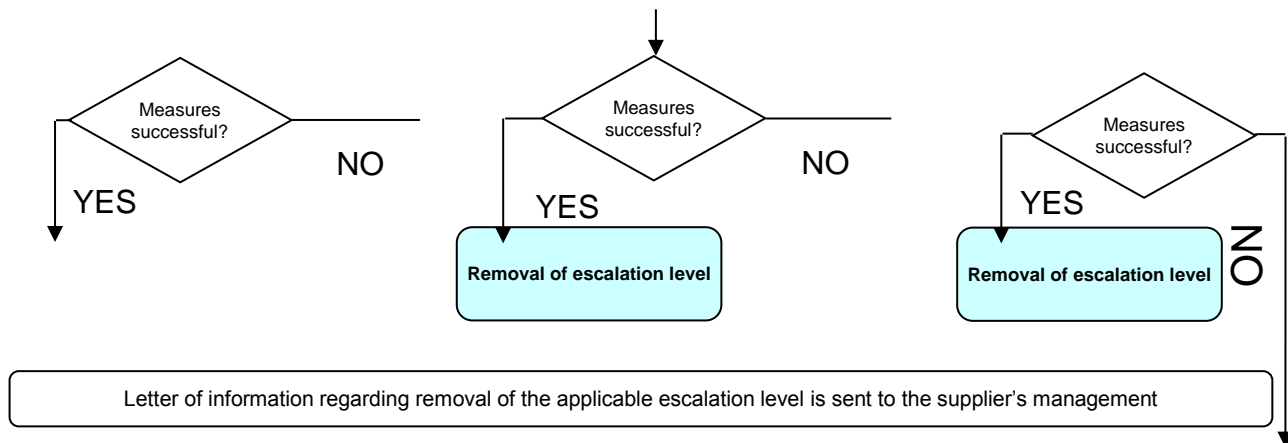 Measures
successful?
NO
YES
Measures
successful?
NO
YES
Removal of escalation level
Measures
successful?
YES
NO
Removal of escalation level
Letter of information regarding removal of the applicable escalation level is sent to the supplier's management